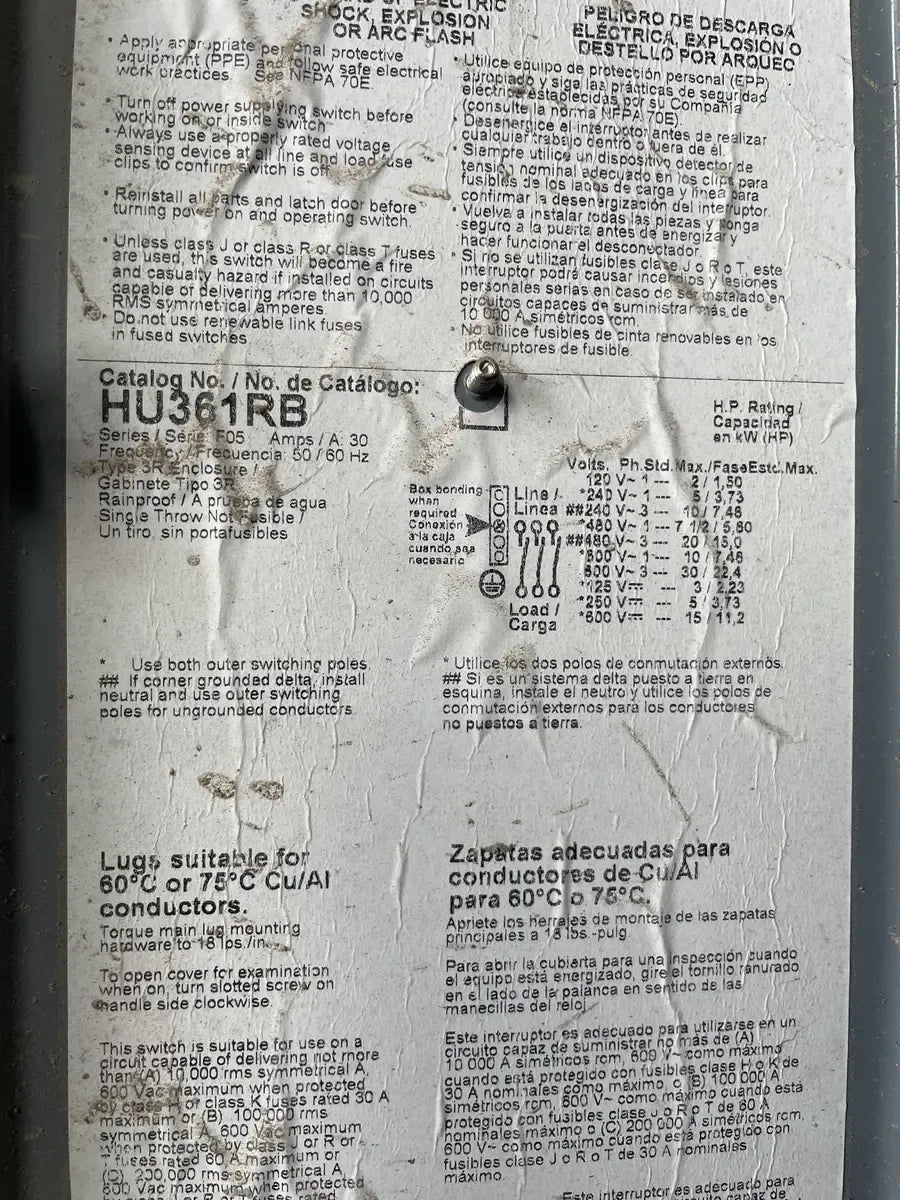 OF ELECTRIC
SHOCK, EXPLOSION
OR ARC FLASH
• Apply appropriate personal protective
equipment (PPE) and follow safe electrical
work practices. See NFPA 70E.
• Turn off power supplying switch before
working on or inside switch
• Always use a properly rated voltage
sensing device at all line and load fuse
clips to confirm switch is off.
• Reinstall all parts and latch door before
turning power on and operating switch.
• Unless class J or class R or class T fuses
are used, this switch will become a fire
and casualty hazard if installed on circuits
capable of delivering more than 10,000
RMS symmetrical amperes.
• Do not use renewable link fuses
in fused switches.
PELIGRO DE DESCARGA
ELÉCTRICA, EXPLOSIÓN O
DESTELLO POR ARQUEO
• Utilice equipo de protección personal (EPP)
apropiado y siga las prácticas de seguridad
eléctrica establecidas por su Compañía
(consulte la norma NFPA 70E).
• Desenergice el interruptor antes de realizar
cualquier trabajo dentro o fuera de él.
• Siempre utilice un dispositivo detector de
tensión nominal adecuado en los clips para
fusibles de los lados de carga y línea para
confirmar la desenergización del interruptor.
• Vuelva a instalar todas las piezas y ponga
seguro a la puerta antes de energizar y
hacer funcionar el desconectador.
• Si no se utilizan fusibles clase J o R o T, este
interruptor podrá causar incendios y lesiones
personales serias en caso de ser instalado en
circuitos capaces de suministrar más de
10 000 A simétricos rcm.
• No utilice fusibles de cinta renovables en los
interruptores de fusible.
Catalog No. / No. de Catálogo:
HU361RB
Series / Serie: F05 Amps / A: 30
Frequency / Frecuencia: 50 / 60 Hz
Type 3R Enclosure /
Gabinete Tipo 3R
Rainproof / A prueba de agua
Single Throw Not Fusible /
Un tiro, sin portafusibles
Box bonding
when
required
Conexión
a la caja
cuando sea
necesario
Line /
Línea
Load /
Carga
H.P. Rating /
Capacidad
en kW (HP)
Volts. Ph.Std.Max./FaseEstd.Max.
120 V~ 1 --- 2 / 1,50
*240 V~ 1 --- 5 / 3,73
##240 V~ 3 --- 10 / 7,46
*480 V~ 1 --- 7 1/2 / 5,60
##480 V~ 3 --- 20 / 15,0
*600 V~ 1 --- 10 / 7,46
600 V~ 3 --- 30 / 22,4
*125 V⎓ --- 3 / 2,23
*250 V⎓ --- 5 / 3,73
*600 V⎓ --- 15 / 11,2
* Use both outer switching poles.
## If corner grounded delta, install
neutral and use outer switching
poles for ungrounded conductors.
* Utilice los dos polos de conmutación externos.
## Si es un sistema delta puesto a tierra en
esquina, instale el neutro y utilice los polos de
conmutación externos para los conductores
no puestos a tierra.
Lugs suitable for
60°C or 75°C Cu/Al
conductors.
Torque main lug mounting
hardware to 18 lbs./in.
To open cover for examination
when on, turn slotted screw on
handle side clockwise.
This switch is suitable for use on a
circuit capable of delivering not more
than (A) 10,000 rms symmetrical A,
600 Vac maximum when protected
by class H or class K fuses rated 30 A
maximum or (B), 100,000 rms
symmetrical A, 600 Vac maximum
when protected by class J or R or
T fuses rated 60 A maximum or
(C), 200,000 rms symmetrical A,
600 Vac maximum when protected
rated
Zapatas adecuadas para
conductores de Cu/Al
para 60°C o 75°C.
Apriete los herrajes de montaje de las zapatas
principales a 18 lbs.-pulg.
Para abrir la cubierta para una inspección cuando
el equipo está energizado, gire el tornillo ranurado
en el lado de la palanca en sentido de las
manecillas del reloj.
Este interruptor es adecuado para utilizarse en un
circuito capaz de suministrar no más de (A)
10 000 A simétricos rcm, 600 V~ como máximo
cuando está protegido con fusibles clase H o K de
30 A nominales como máximo, o (B) 100 000 A
simétricos rcm, 600 V~ como máximo cuando está
protegido con fusibles clase J o R o T de 60 A
nominales máximo o (C) 200 000 A simétricos rcm,
600 V~ como máximo cuando está protegido con
fusibles clase J o R o T de 30 A nominales
máximo.
Este interruptor es adecuado para